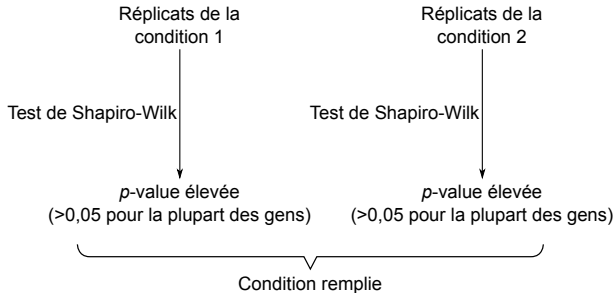 Réplicats de la
condition 1
Réplicats de la
condition 2
Test de Shapiro-Wilk
Test de Shapiro-Wilk
p-value élevée
(>0,05 pour la plupart des gens)
p-value élevée
(>0,05 pour la plupart des gens)
Condition remplie